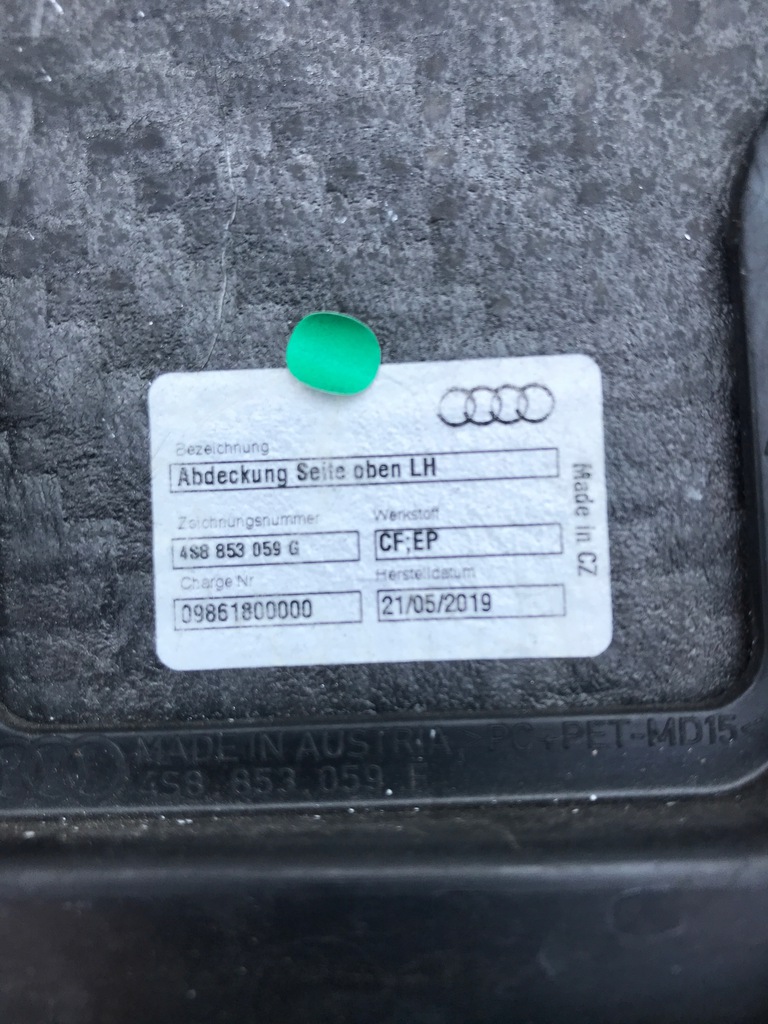 Bezeichnung
Abdeckung Seite oben LH
Zeichnungsnummer Werkstoff
4S8 853 059 G CF;EP
Charge Nr Herstelldatum
09861800000 21/05/2019
Made in CZ
MADE IN AUSTRIA >PC+PET-MD15<
4S8.853.059 F